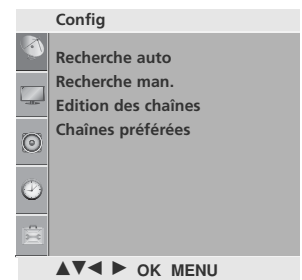 Config
Recherche auto
Recherche man.
Edition des chaînes
Chaînes préférées
▲▼◄ ► OK MENU